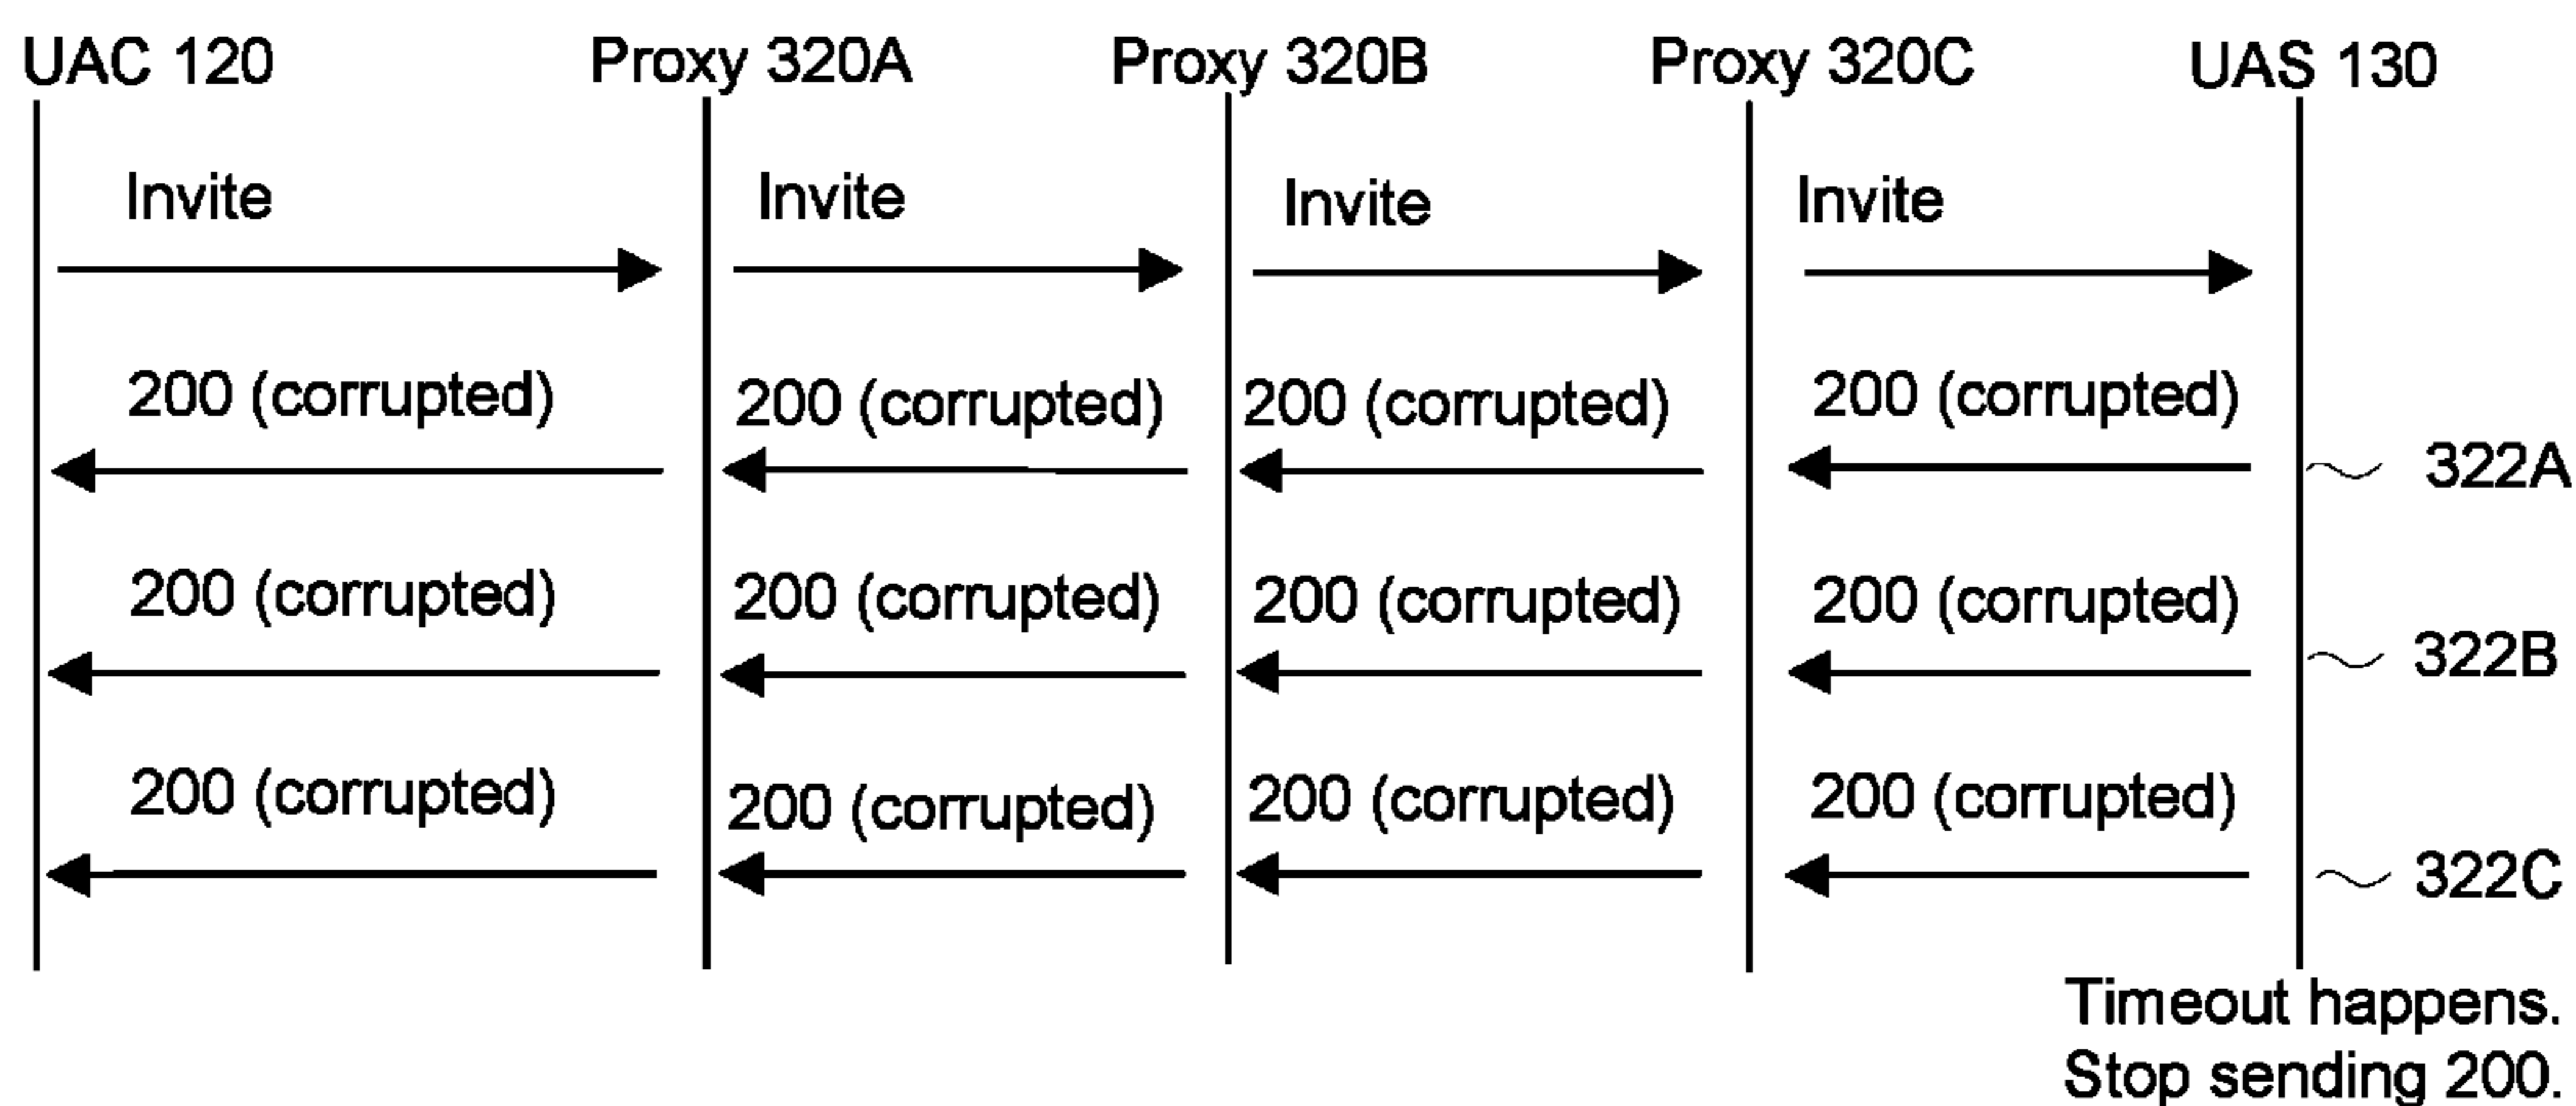 UAC 120 Proxy 320A Proxy 320B Proxy 320C UAS 130
Invite Invite Invite Invite
200 (corrupted) 200 (corrupted) 200 (corrupted) 200 (corrupted)
322A
200 (corrupted) 200 (corrupted) 200 (corrupted) 200 (corrupted)
322B
200 (corrupted) 200 (corrupted) 200 (corrupted) 200 (corrupted)
322C
Timeout happens.
Stop sending 200.